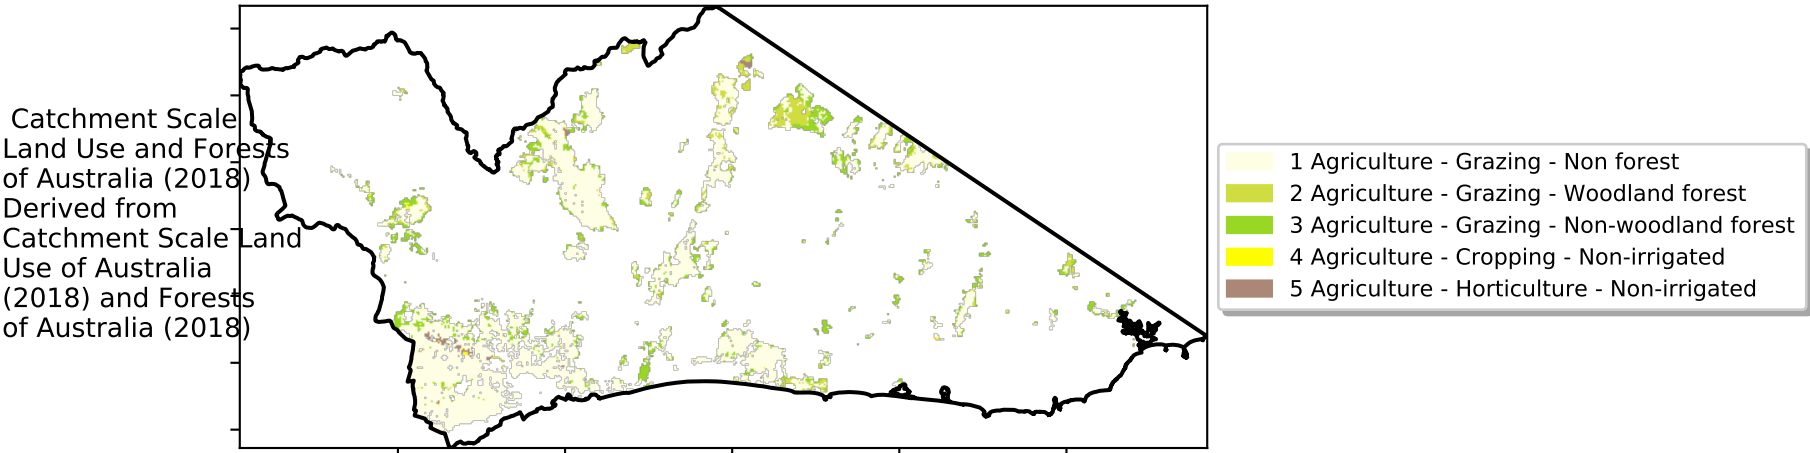 Catchment Scale
Land Use and Forests
of Australia (2018)
Derived from
Catchment Scale Land
Use of Australia
(2018) and Forests
of Australia (2018)
1 Agriculture - Grazing - Non forest
2 Agriculture - Grazing - Woodland forest
3 Agriculture - Grazing - Non-woodland forest
4 Agriculture - Cropping - Non-irrigated
5 Agriculture - Horticulture - Non-irrigated